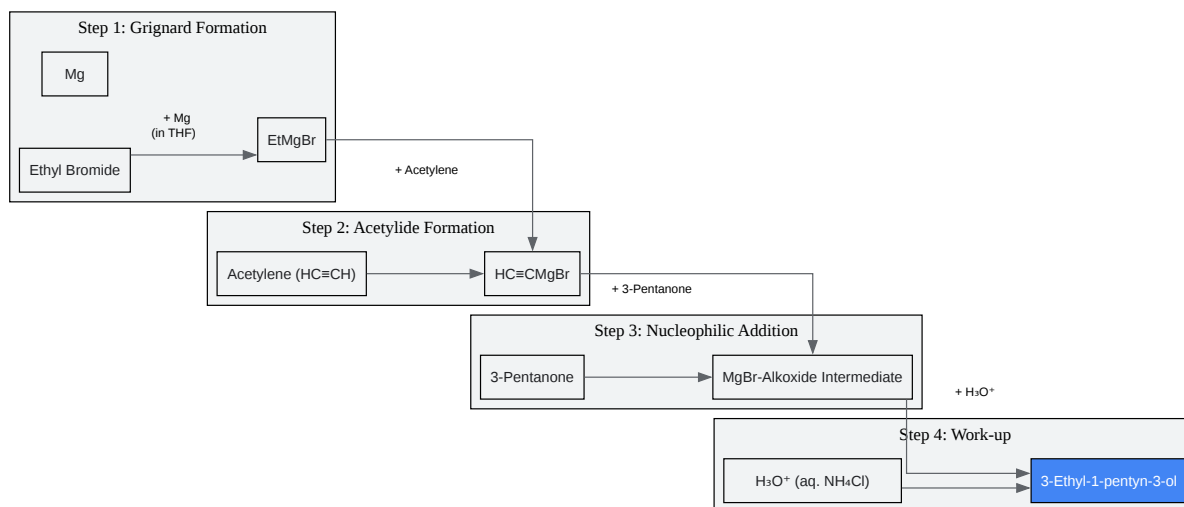 Step 1: Grignard Formation
Mg
+ Mg
(in THF)
EtMgBr
Ethyl Bromide
+ Acetylene
Step 2: Acetylide Formation
Acetylene (HC≡CH)
HC≡CMgBr
+ 3-Pentanone
Step 3: Nucleophilic Addition
3-Pentanone
MgBr-Alkoxide Intermediate
+ H₃O⁺
Step 4: Work-up
H₃O⁺ (aq. NH₄Cl)
3-Ethyl-1-pentyn-3-ol